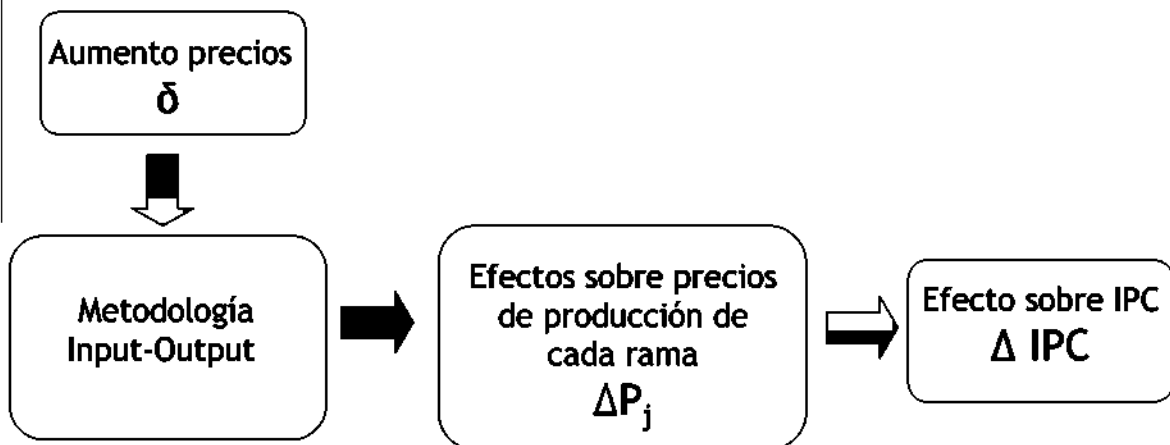 Aumento precios
δ
Metodología
Input-Output
Efectos sobre precios
de producción de
cada rama
ΔPj
Efecto sobre IPC
Δ IPC